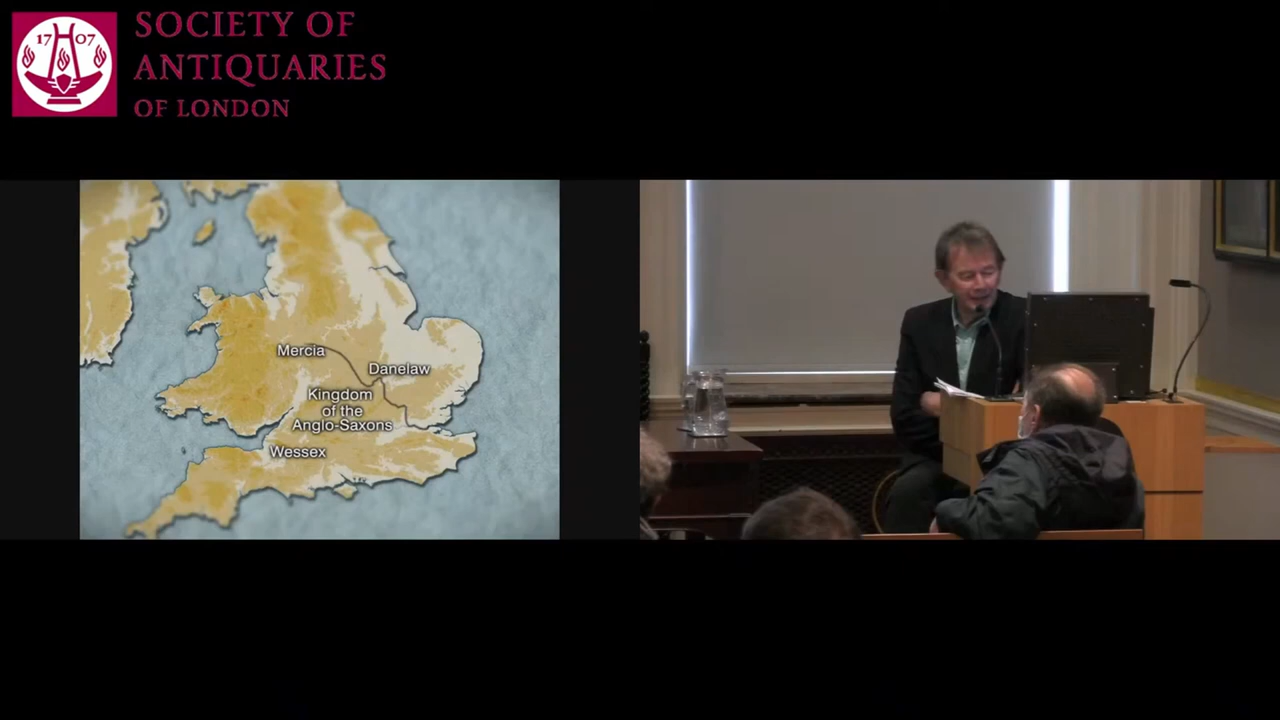 SOCIETY OF
ANTIQUARIES
OF LONDON
17 07
Mercia
Danelaw
Kingdom
of the
Anglo-Saxons
Wessex